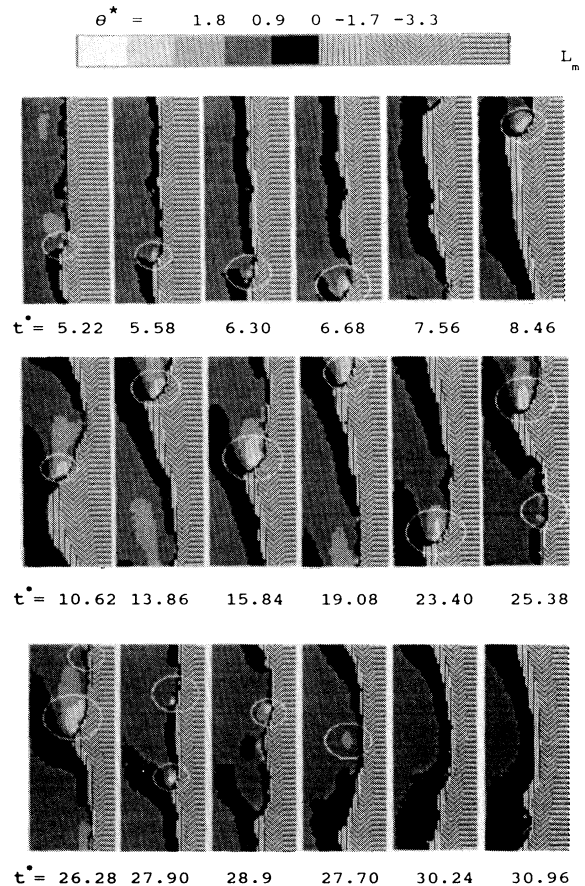 θ* = 1.8 0.9 0 -1.7 -3.3
Lm
t*= 5.22 5.58 6.30 6.68 7.56 8.46
t*= 10.62 13.86 15.84 19.08 23.40 25.38
t*= 26.28 27.90 28.9 27.70 30.24 30.96